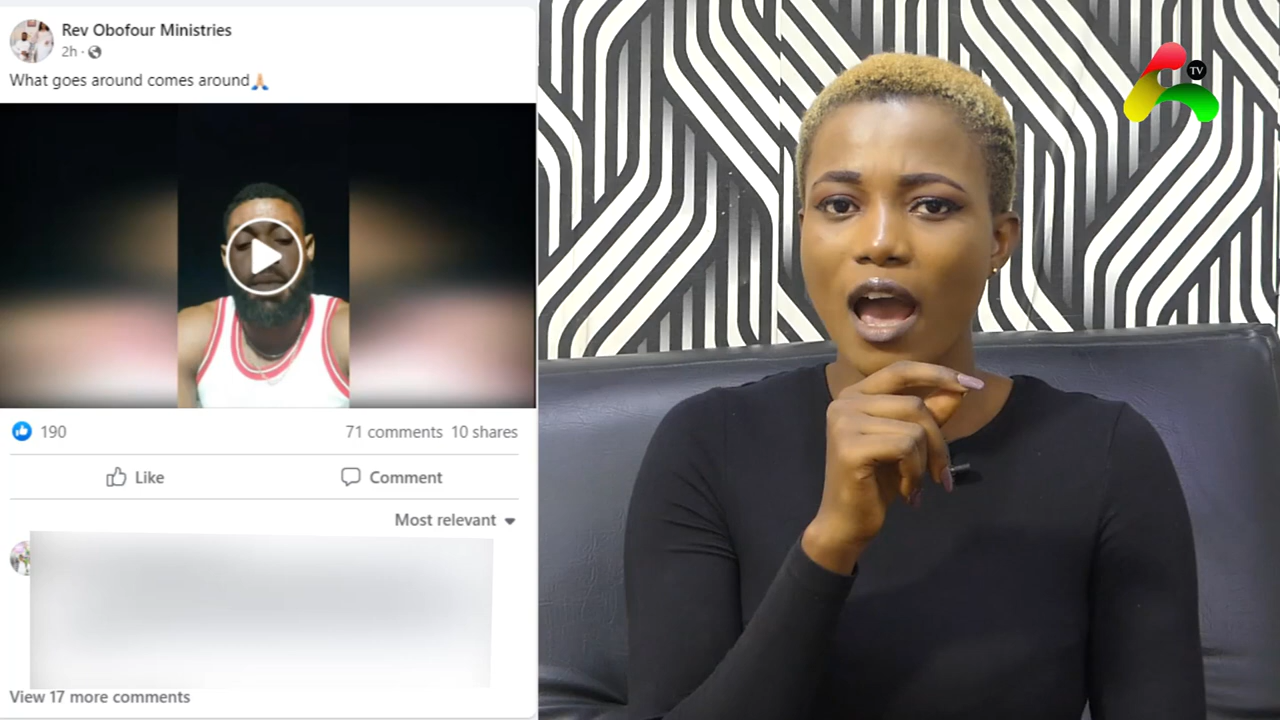 Rev Obofour Ministries
2h ·
What goes around comes around🙏🏼
190
71 comments 10 shares
Like
Comment
Most relevant
View 17 more comments
TV